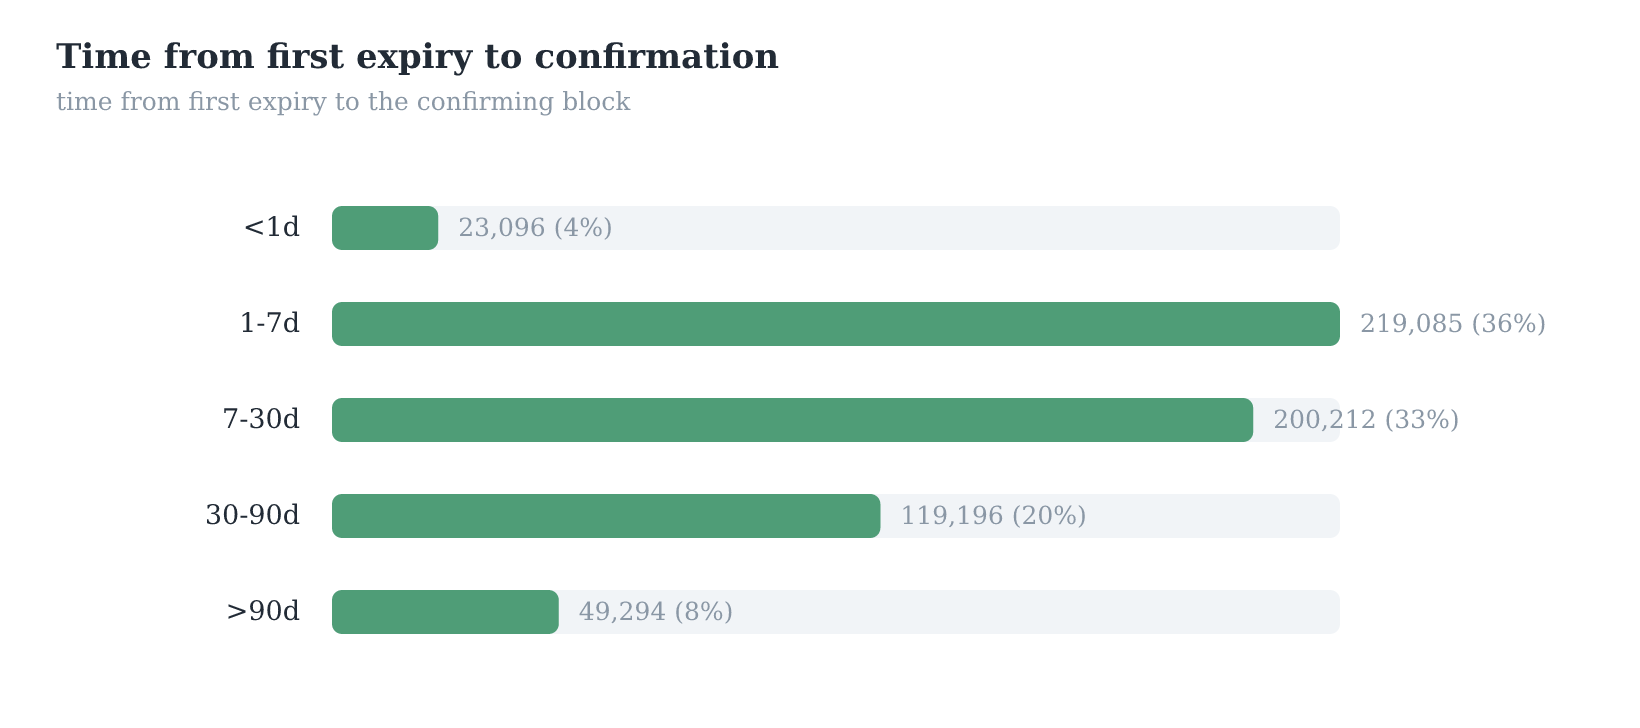 Time from first expiry to confirmation
time from first expiry to the confirming block
<1d 23,096 (4%)
1-7d 219,085 (36%)
7-30d 200,212 (33%)
30-90d 119,196 (20%)
>90d 49,294 (8%)